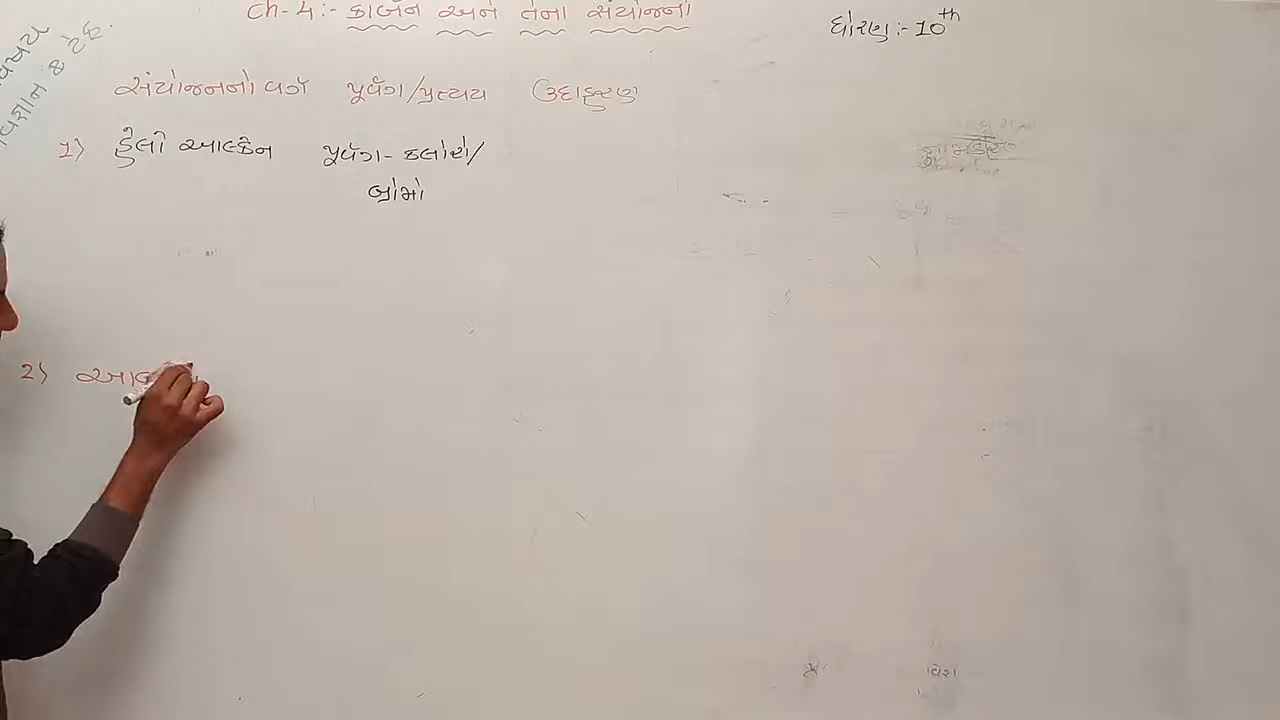 Ch-4:- કાર્બન અને તેના સંયોજનો
ધોરણ:- 10th
વિજ્ઞાન & ટેક.
સંયોજનનો વર્ગ પૂર્વગ/પ્રત્યય ઉદાહરણ
1) હેલો આલ્કેન પૂર્વગ- ક્લોરો/
બ્રોમો
2)